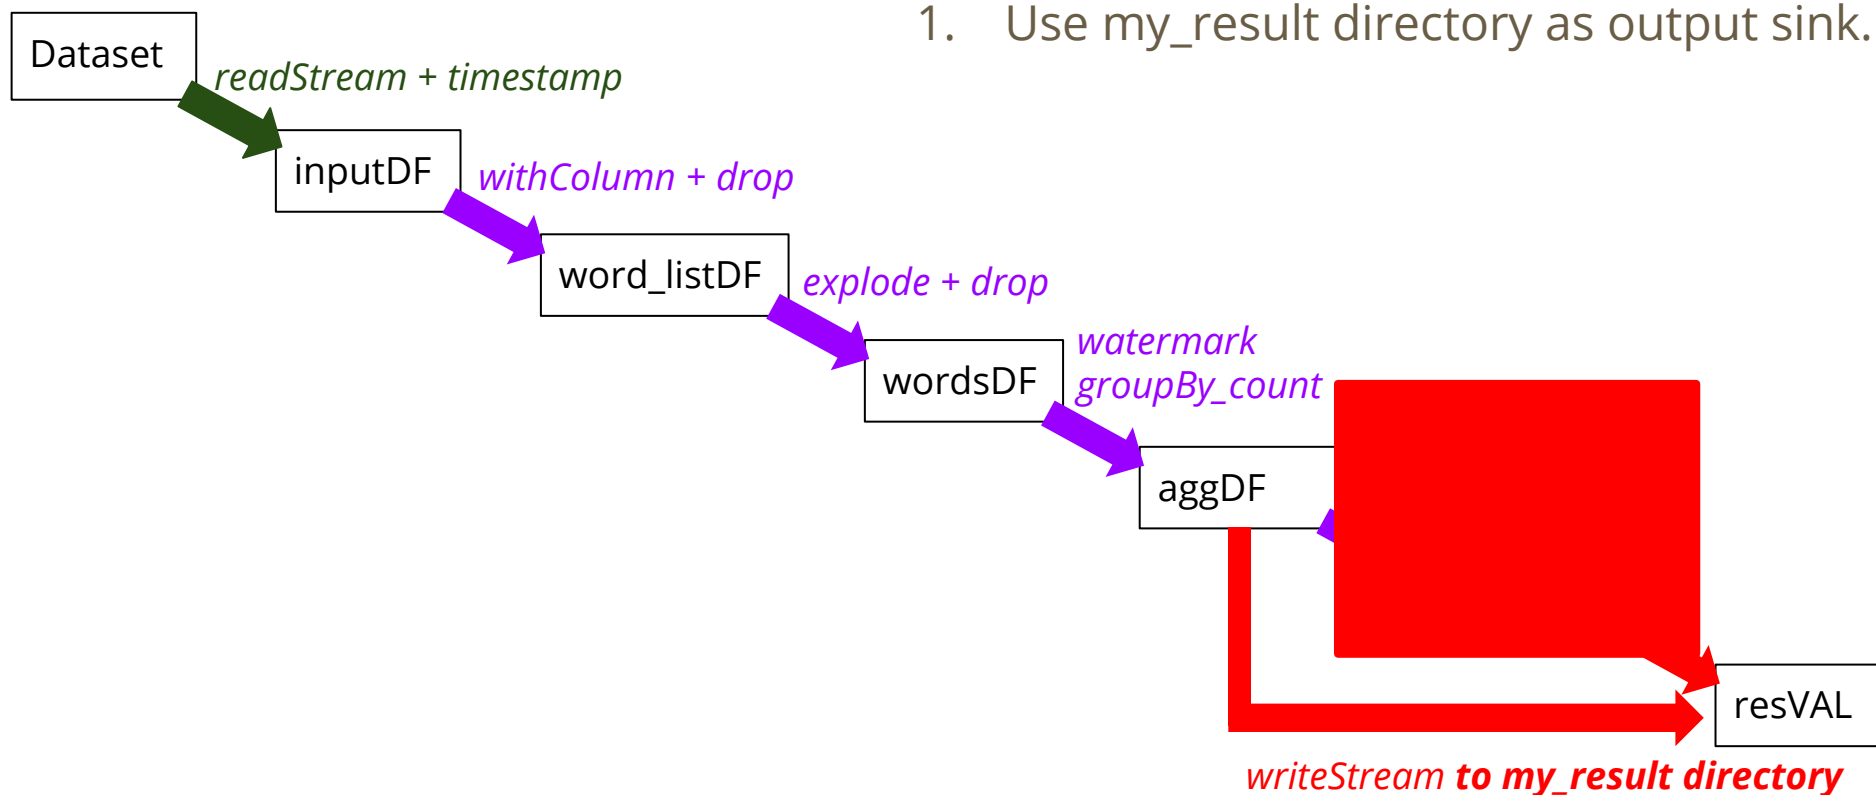 1. Use my_result directory as output sink.
Dataset
readStream + timestamp
inputDF
withColumn + drop
word_listDF
explode + drop
wordsDF
watermark
groupBy_count
aggDF
resVAL
writeStream to my_result directory